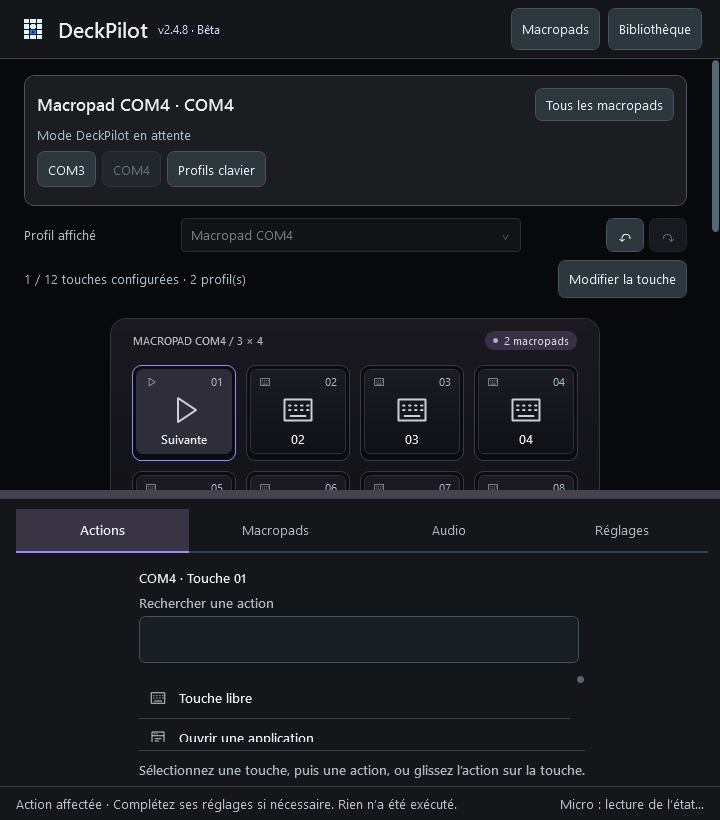 DeckPilot v2.4.8 · Bêta
Macropads
Bibliothèque
Macropad COM4 · COM4
Tous les macropads
Mode DeckPilot en attente
COM3
COM4
Profils clavier
Profil affiché
Macropad COM4
1 / 12 touches configurées · 2 profil(s)
Modifier la touche
MACROPAD COM4 / 3 × 4
2 macropads
01
02
03
04
Suivante
02
03
04
05
06
07
08
Actions
Macropads
Audio
Réglages
COM4 · Touche 01
Rechercher une action
Touche libre
Ouvrir une application
Sélectionnez une touche, puis une action, ou glissez l'action sur la touche.
Action affectée · Complétez ses réglages si nécessaire. Rien n'a été exécuté.
Micro : lecture de l'état...